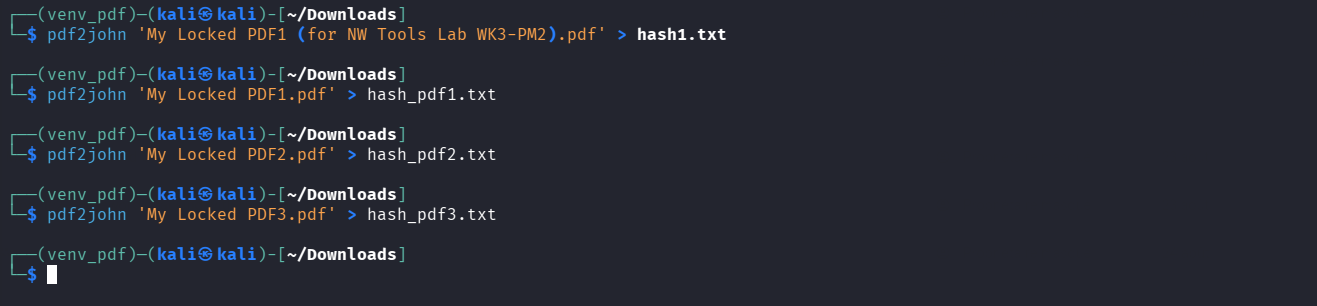 ┌──(venv_pdf)─(kali㉿kali)-[~/Downloads]
└─$ pdf2john 'My Locked PDF1 (for NW Tools Lab WK3-PM2).pdf' > hash1.txt
┌──(venv_pdf)─(kali㉿kali)-[~/Downloads]
└─$ pdf2john 'My Locked PDF1.pdf' > hash_pdf1.txt
┌──(venv_pdf)─(kali㉿kali)-[~/Downloads]
└─$ pdf2john 'My Locked PDF2.pdf' > hash_pdf2.txt
┌──(venv_pdf)─(kali㉿kali)-[~/Downloads]
└─$ pdf2john 'My Locked PDF3.pdf' > hash_pdf3.txt
┌──(venv_pdf)─(kali㉿kali)-[~/Downloads]
└─$